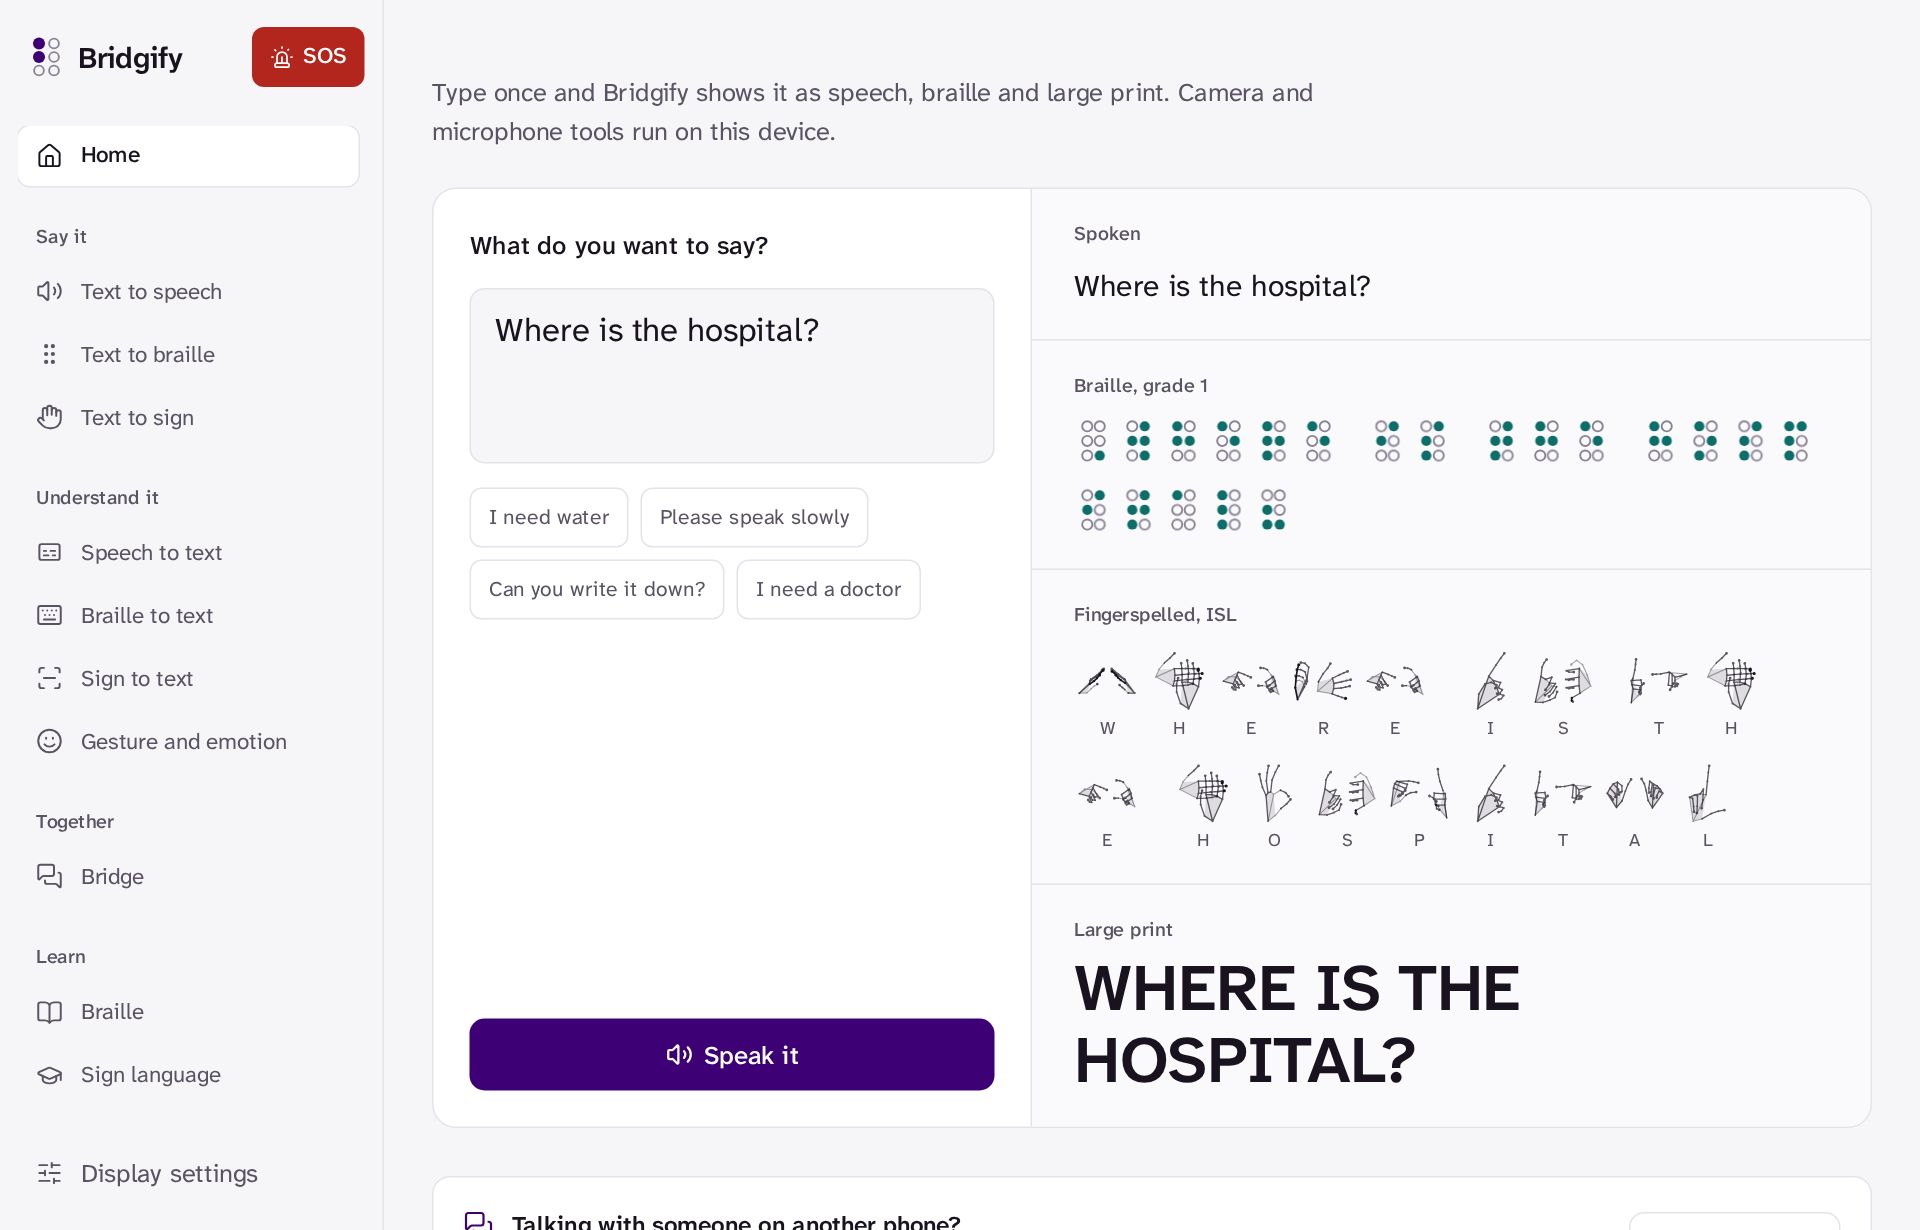 Bridgify
SOS
Home
Say it
Text to speech
Text to braille
Text to sign
Understand it
Speech to text
Braille to text
Sign to text
Gesture and emotion
Together
Bridge
Learn
Braille
Sign language
Display settings
Type once and Bridgify shows it as speech, braille and large print. Camera and
microphone tools run on this device.
What do you want to say?
Where is the hospital?
I need water
Please speak slowly
Can you write it down?
I need a doctor
Speak it
Spoken
Where is the hospital?
Braille, grade 1
⠠⠺⠓⠑⠗⠑ ⠊⠎ ⠞⠓⠑ ⠓⠕⠎⠏
⠊⠞⠁⠇⠦
Fingerspelled, ISL
W H E R E I S T H
E H O S P I T A L
Large print
WHERE IS THE
HOSPITAL?
Talking with someone on another phone?